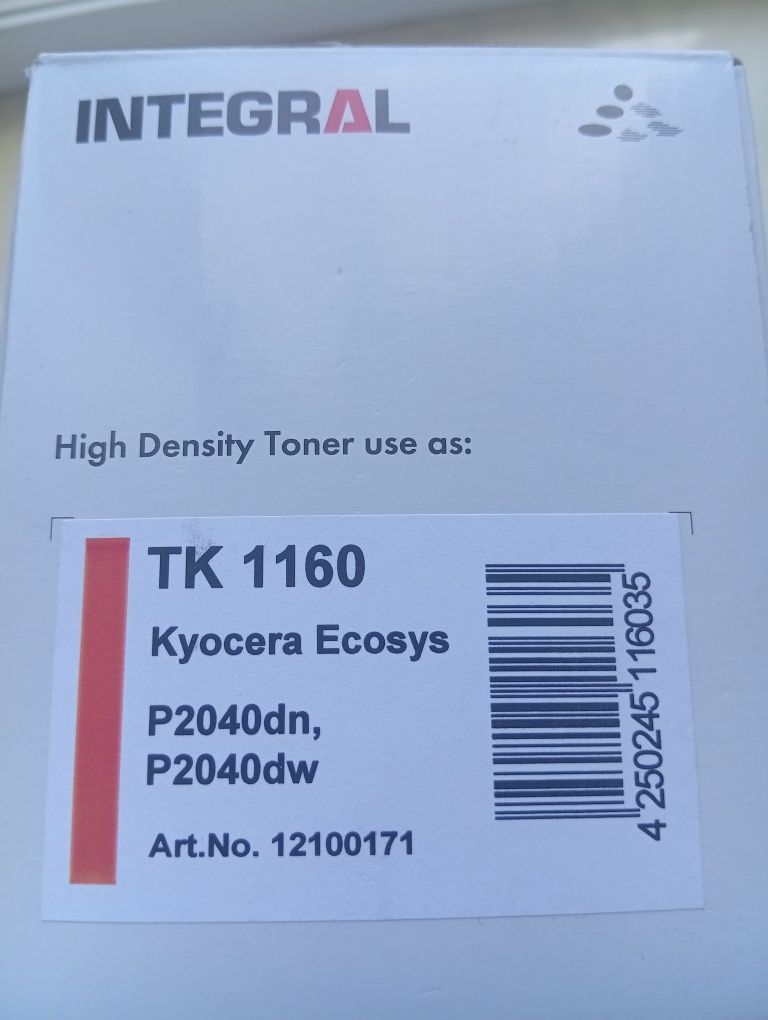 INTEGRAL
High Density Toner use as:
TK 1160
Kyocera Ecosys
P2040dn,
P2040dw
Art.No. 12100171
4 250245 116035